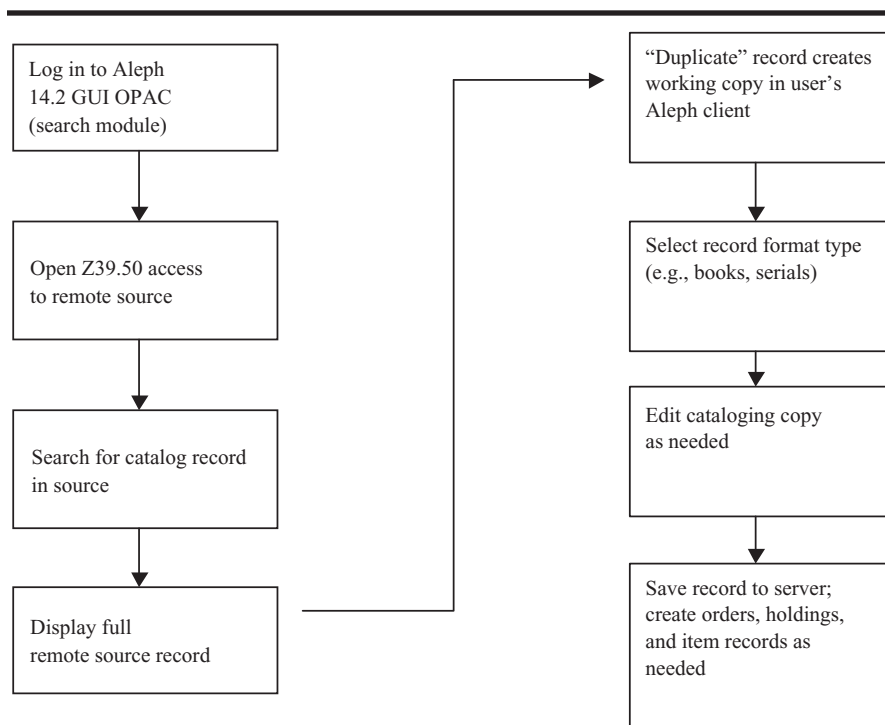 Log in to Aleph
14.2 GUI OPAC
(search module)
Open Z39.50 access
to remote source
Search for catalog record
in source
Display full
remote source record
“Duplicate” record creates
working copy in user’s
Aleph client
Select record format type
(e.g., books, serials)
Edit cataloging copy
as needed
Save record to server;
create orders, holdings,
and item records as
needed